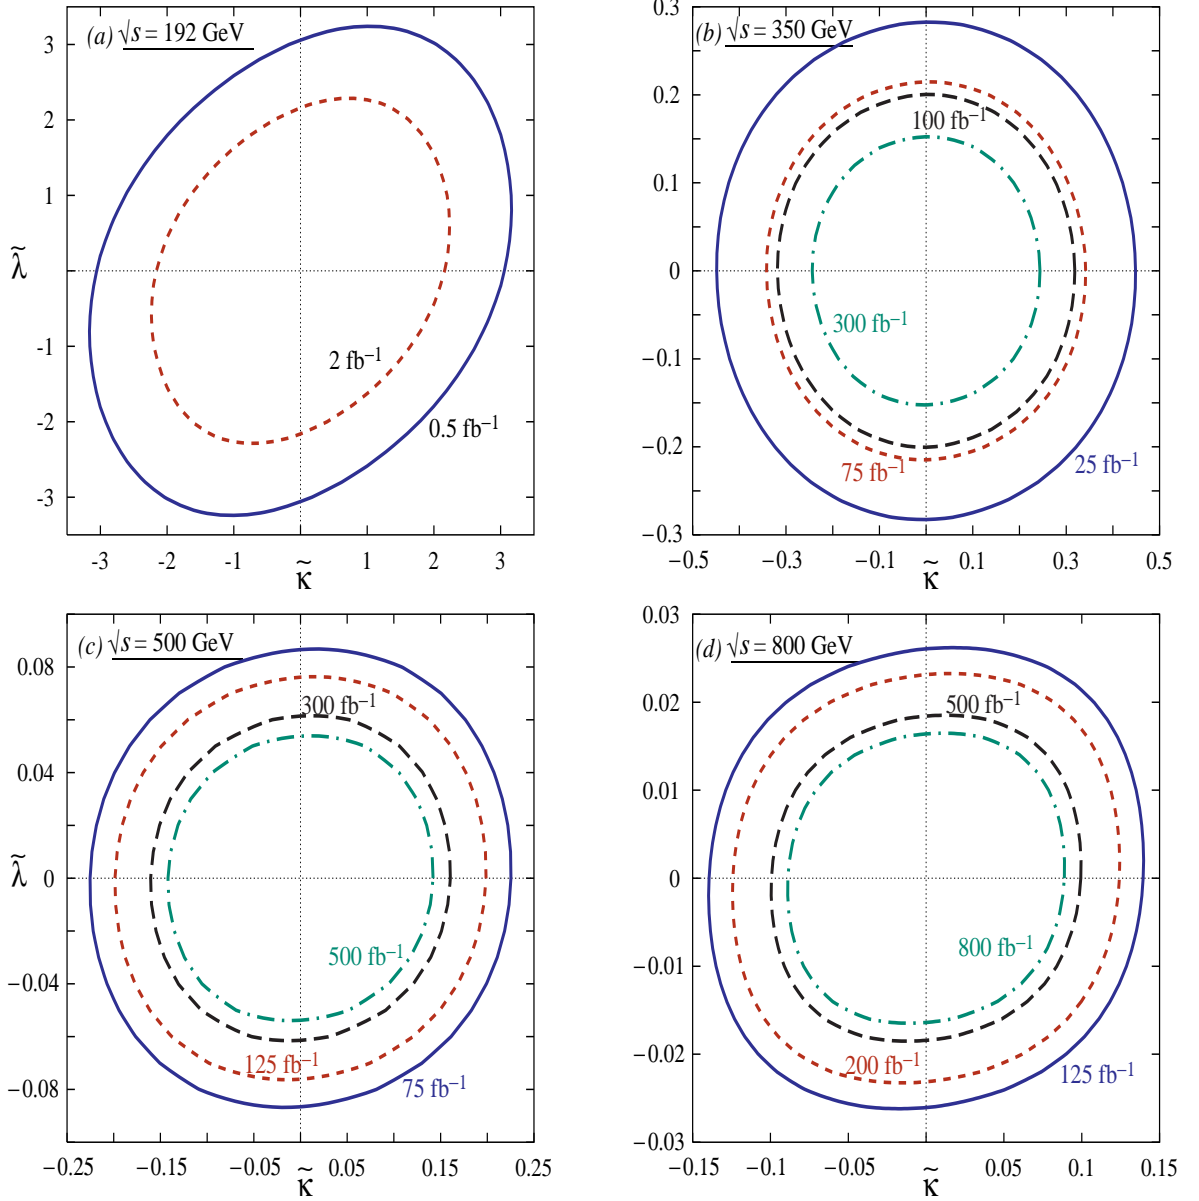 (a) √s = 192 GeV
3
2
1
0
-1
-2
-3
λ̃
2 fb⁻¹
0.5 fb⁻¹
-3 -2 -1 0 1 2 3
κ̃
(b) √s = 350 GeV
0.3
0.2
0.1
0
−0.1
−0.2
−0.3
100 fb⁻¹
300 fb⁻¹
75 fb⁻¹
25 fb⁻¹
−0.5 −0.3 −0.1 0.1 0.3 0.5
κ̃
(c) √s = 500 GeV
0.08
0.04
0
−0.04
−0.08
λ̃
300 fb⁻¹
500 fb⁻¹
125 fb⁻¹
75 fb⁻¹
−0.25 −0.15 −0.05 0.05 0.15 0.25
κ̃
(d) √s = 800 GeV
0.03
0.02
0.01
0
−0.01
−0.02
−0.03
500 fb⁻¹
800 fb⁻¹
200 fb⁻¹
125 fb⁻¹
−0.15 −0.1 −0.05 0.05 0.1 0.15
κ̃